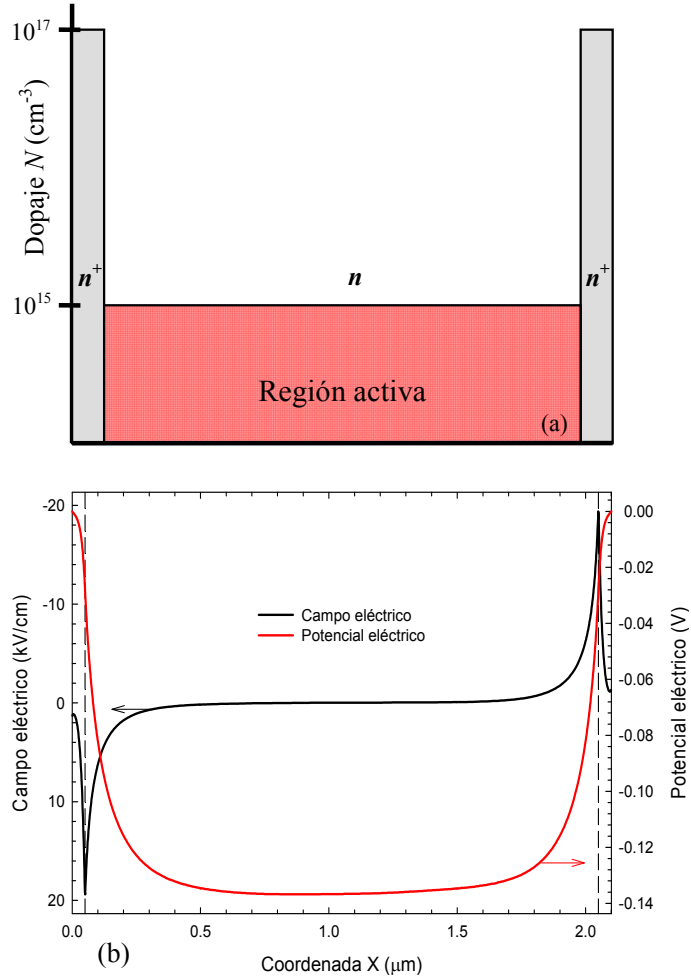 10¹⁷
Dopaje N (cm⁻³)
n⁺
n
n⁺
10¹⁵
Región activa
(a)
-20
-10
0
10
20
Campo eléctrico (kV/cm)
Campo eléctrico
Potencial eléctrico
0.00
-0.02
-0.04
-0.06
-0.08
-0.10
-0.12
-0.14
Potencial eléctrico (V)
0.0 0.5 1.0 1.5 2.0
(b)
Coordenada X (μm)